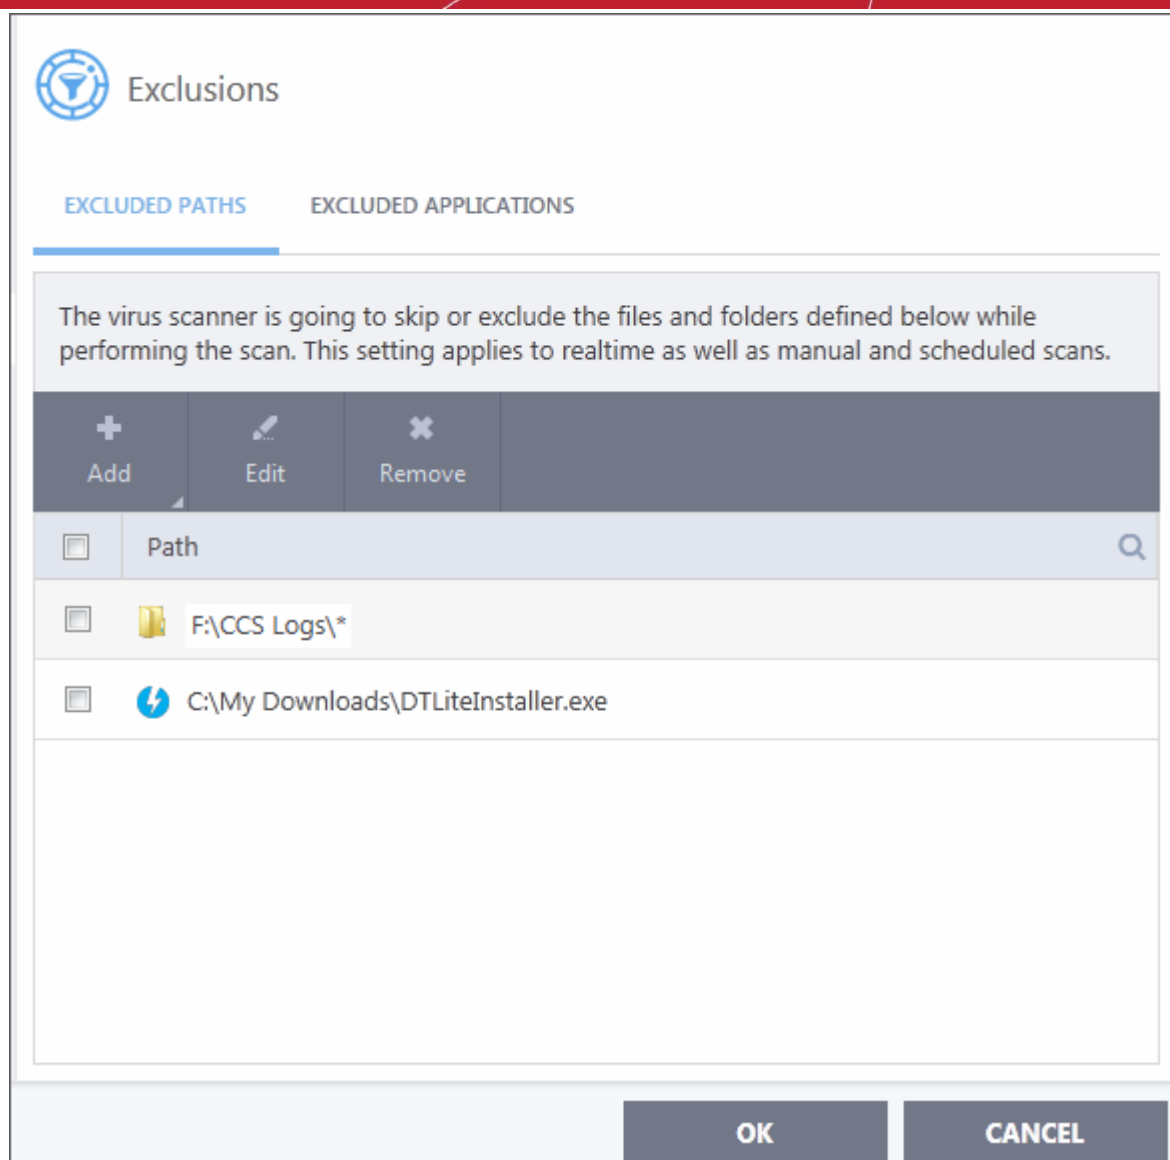 Exclusions
EXCLUDED PATHS EXCLUDED APPLICATIONS
The virus scanner is going to skip or exclude the files and folders defined below while
performing the scan. This setting applies to realtime as well as manual and scheduled scans.
Add Edit Remove
Path
F:\CCS Logs\*
C:\My Downloads\DTLiteInstaller.exe
OK CANCEL